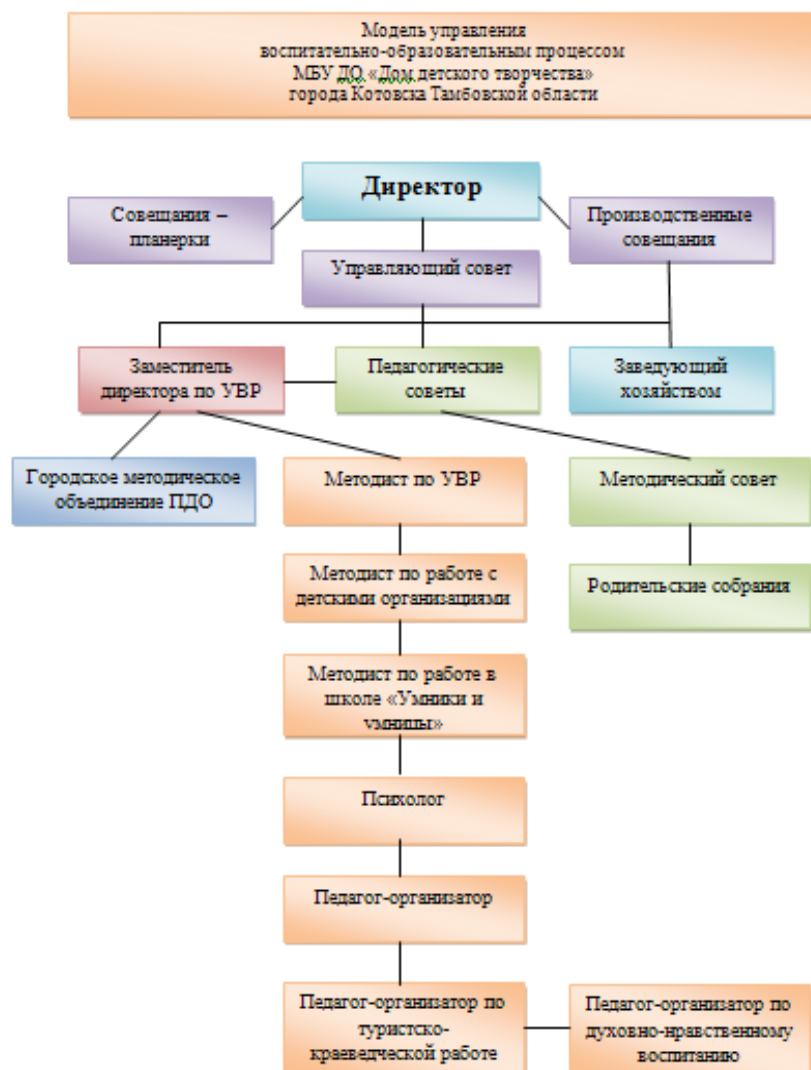 Модель управления
воспитательно-образовательным процессом
МБУ ДО «Дом детского творчества»
города Котовска Тамбовской области
Директор
Совещания –
планерки
Производственные
совещания
Управляющий совет
Заместитель
директора по УВР
Педагогические
советы
Заведующий
хозяйством
Городское методическое
объединение ПДО
Методист по УВР
Методический совет
Методист по работе с
детскими организациями
Родительские собрания
Методист по работе в
школе «Умники и
умницы»
Психолог
Педагог-организатор
Педагог-организатор по
туристско-
краеведческой работе
Педагог-организатор по
духовно-нравственному
воспитанию